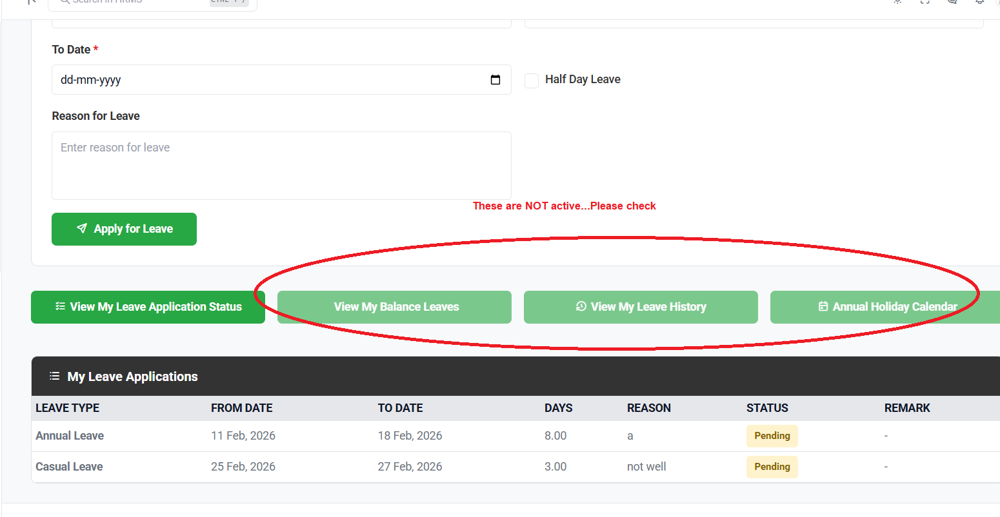 Search in HRMS CTRL + /
To Date *
dd-mm-yyyy
Half Day Leave
Reason for Leave
Enter reason for leave
These are NOT active...Please check
Apply for Leave
View My Leave Application Status
View My Balance Leaves
View My Leave History
Annual Holiday Calendar
My Leave Applications
LEAVE TYPE FROM DATE TO DATE DAYS REASON STATUS REMARK
Annual Leave 11 Feb, 2026 18 Feb, 2026 8.00 a Pending -
Casual Leave 25 Feb, 2026 27 Feb, 2026 3.00 not well Pending -